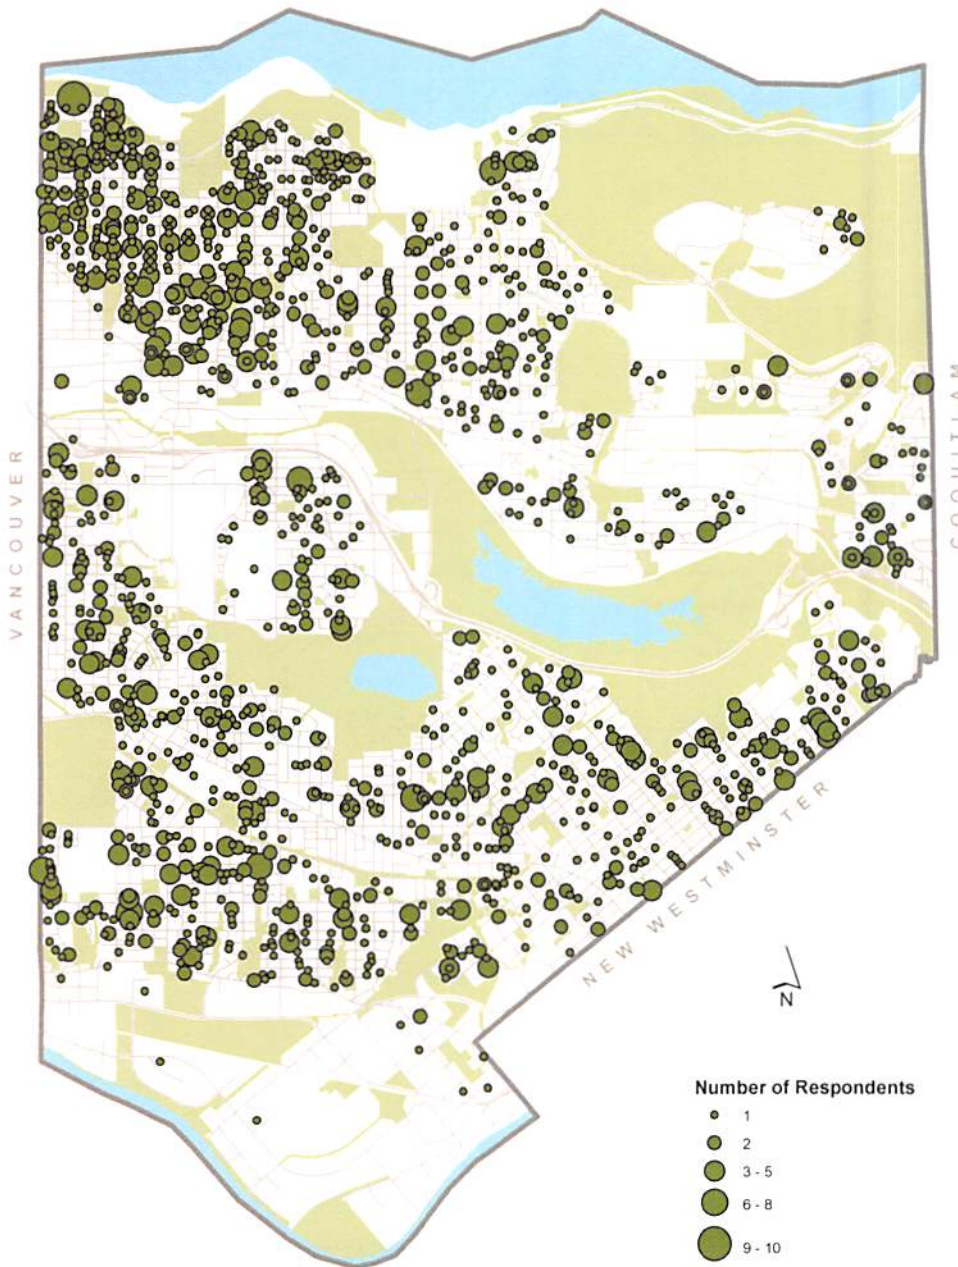 VANCOUVER
COQUITLAM
NEW WESTMINSTER
N
Number of Respondents
1
2
3 - 5
6 - 8
9 - 10